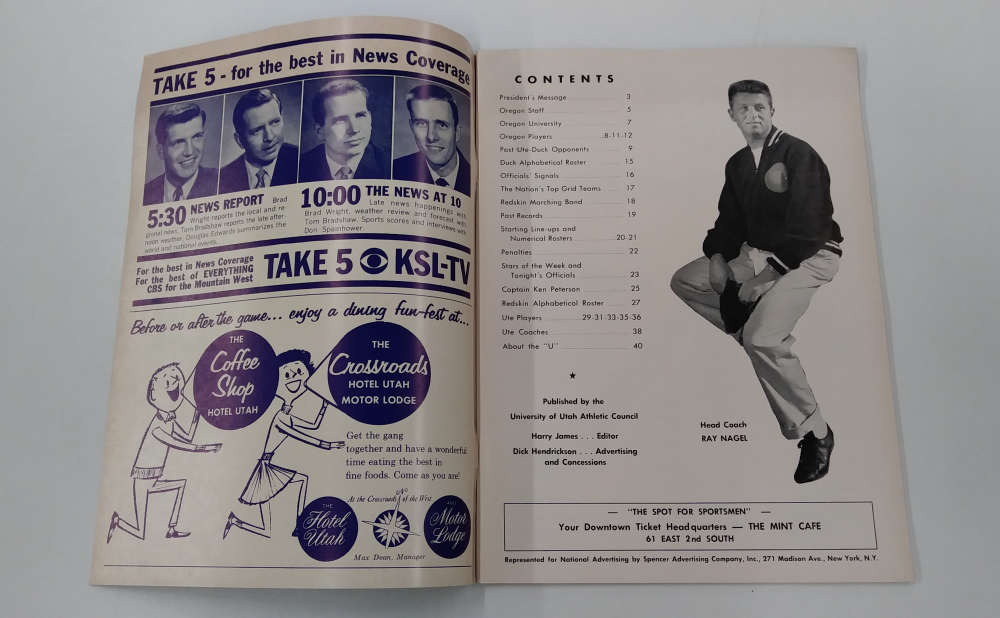 TAKE 5 - for the best in News Coverage
5:30 NEWS REPORT Brad
Wright reports the local and re-
gional news. Tom Bradshaw reports the late after-
noon weather. Douglas Edwards summarizes the
world and national events.
10:00 THE NEWS AT 10
Late news happenings with
Brad Wright, weather review and forecast with
Tom Bradshaw. Sports scores and interviews with
Don Speinhower.
For the best in News Coverage
For the best of EVERYTHING
CBS for the Mountain West
TAKE 5 KSL-TV
Before or after the game... enjoy a dining fun-fest at...
THE
Coffee
Shop
HOTEL UTAH
THE
Crossroads
HOTEL UTAH
MOTOR LODGE
Get the gang
together and have a wonderful
time eating the best in
fine foods. Come as you are!
At the Crossroads of the West
THE
Hotel
Utah
N
AND
Motor
Lodge
Max Dean, Manager
CONTENTS
President's Message 3
Oregon Staff 5
Oregon University 7
Oregon Players 8-11-12
Past Ute-Duck Opponents 9
Duck Alphabetical Roster 15
Officials' Signals 16
The Nation's Top Grid Teams 17
Redskin Marching Band 18
Past Records 19
Starting Line-ups and
Numerical Rosters 20-21
Penalties 22
Stars of the Week and
Tonight's Officials 23
Captain Ken Peterson 25
Redskin Alphabetical Roster 27
Ute Players 29-31-33-35-36
Ute Coaches 38
About the "U" 40
Published by the
University of Utah Athletic Council
Harry James . . . Editor
Dick Hendrickson . . . Advertising
and Concessions
Head Coach
RAY NAGEL
— "THE SPOT FOR SPORTSMEN" —
Your Downtown Ticket Headquarters — THE MINT CAFE
61 EAST 2nd SOUTH
Represented for National Advertising by Spencer Advertising Company, Inc., 271 Madison Ave., New York, N.Y.